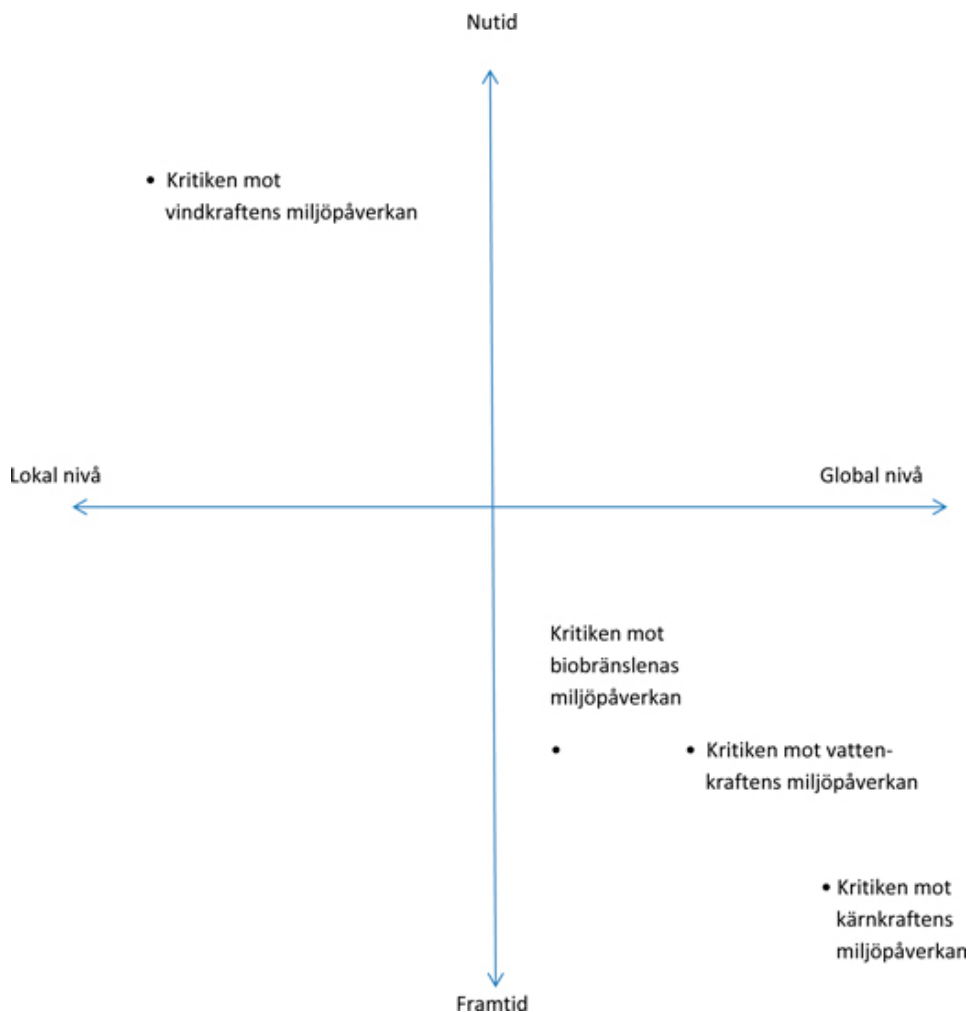 Nutid
• Kritiken mot
vindkraftens miljöpåverkan
Lokal nivå
Global nivå
Kritiken mot
biobränslenas
miljöpåverkan
•
• Kritiken mot vatten-
kraftens miljöpåverkan
• Kritiken mot
kärnkraftens
miljöpåverkan
Framtid